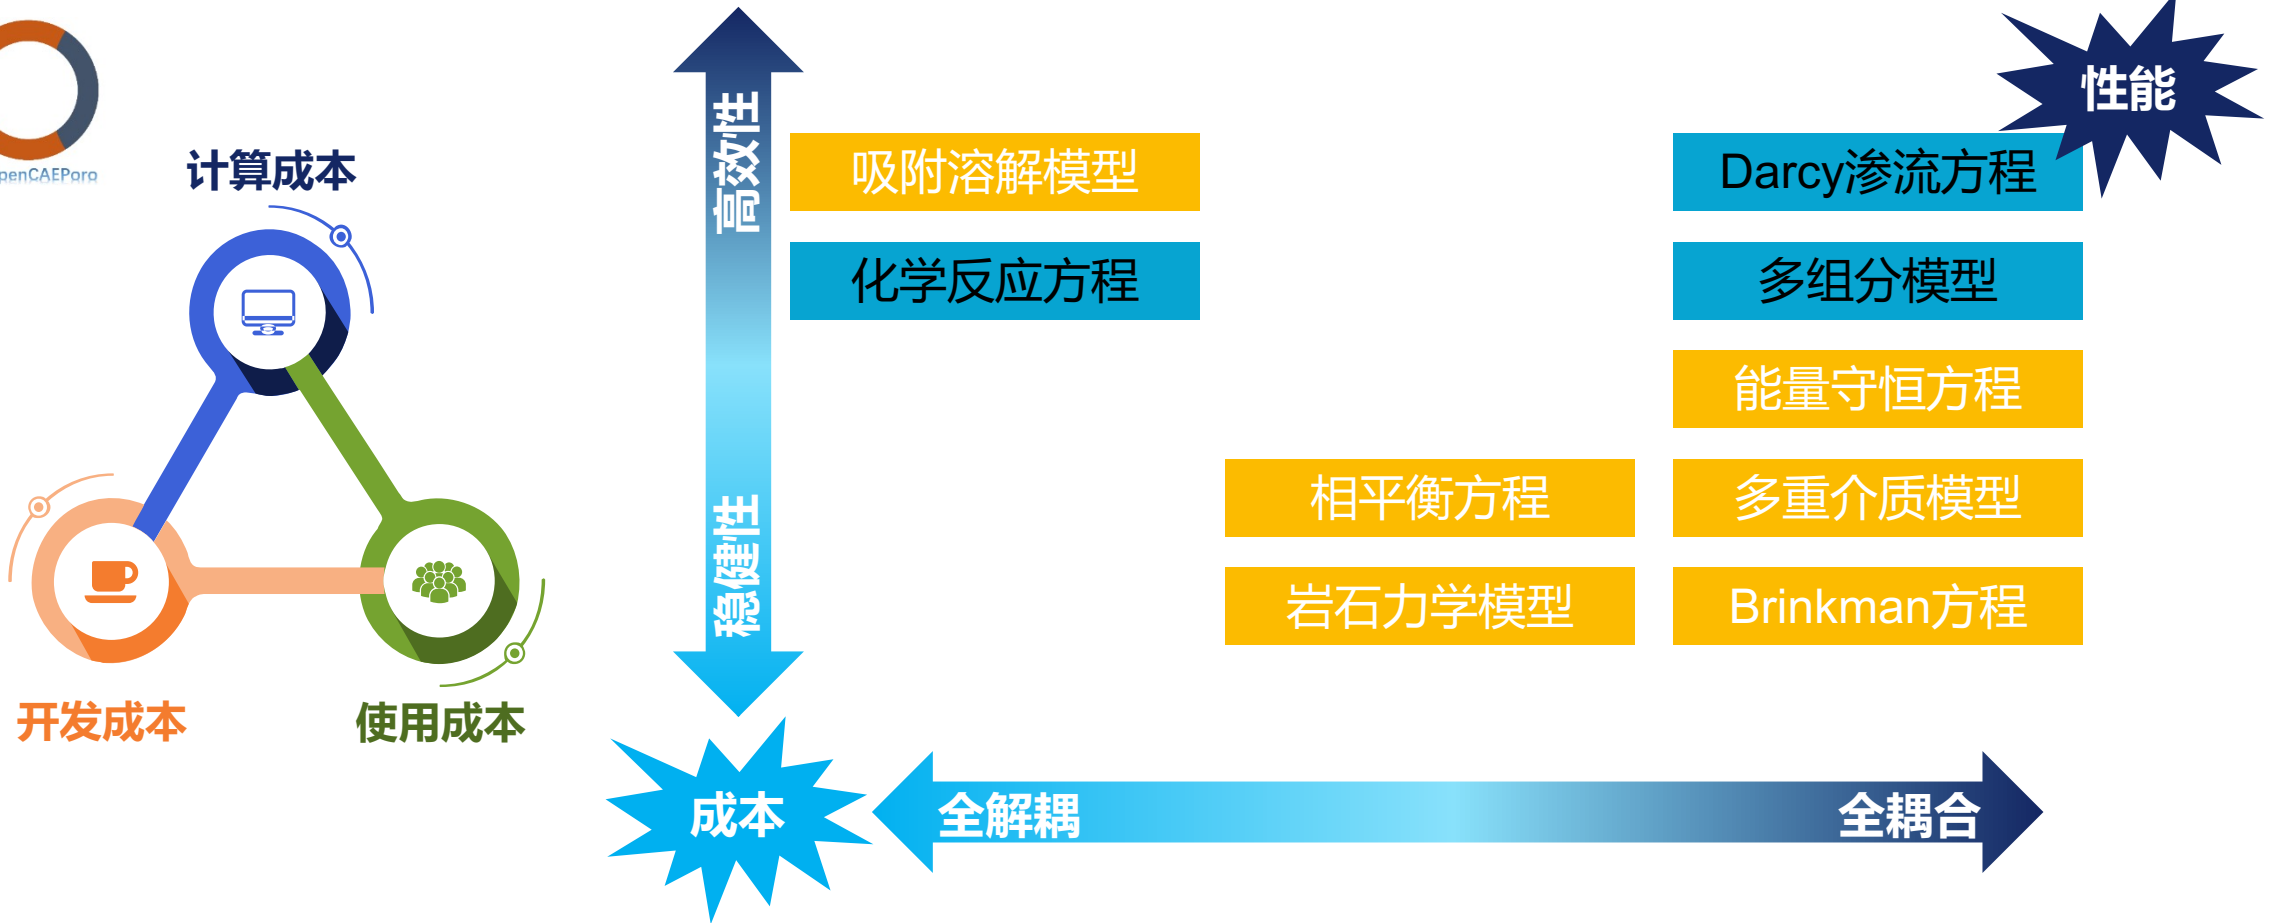 penCAEPoro
计算成本
开发成本
使用成本
高效性
稳健性
吸附溶解模型
化学反应方程
相平衡方程
岩石力学模型
Darcy渗流方程
多组分模型
能量守恒方程
多重介质模型
Brinkman方程
性能
成本
全解耦
全耦合